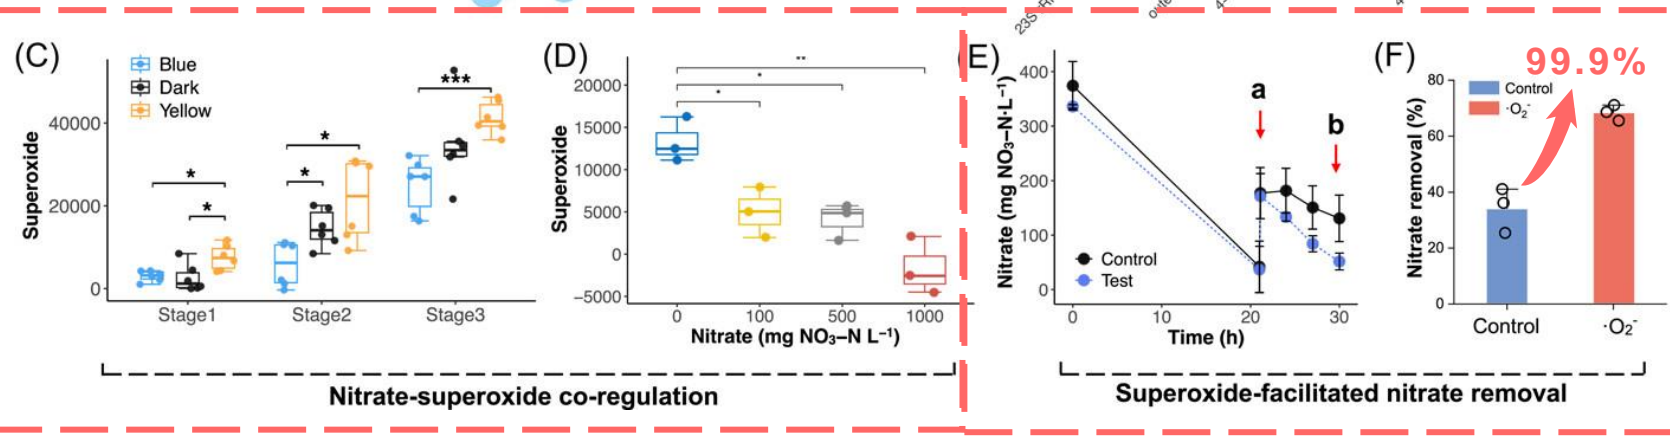 23S
(C)
Blue
Dark
Yellow
Superoxide
40000
20000
0
*
*
*
*
***
Stage1
Stage2
Stage3
(D)
Superoxide
20000
15000
10000
5000
0
−5000
*
*
**
0
100
500
1000
Nitrate (mg NO₃–N L⁻¹)
Nitrate-superoxide co-regulation
E)
Nitrate (mg NO₃–N·L⁻¹)
400
300
200
100
0
a
b
Control
Test
0
10
20
30
Time (h)
(F)
99.9%
Nitrate removal (%)
80
60
40
20
0
Control
·O₂⁻
Control
·O₂⁻
Superoxide-facilitated nitrate removal